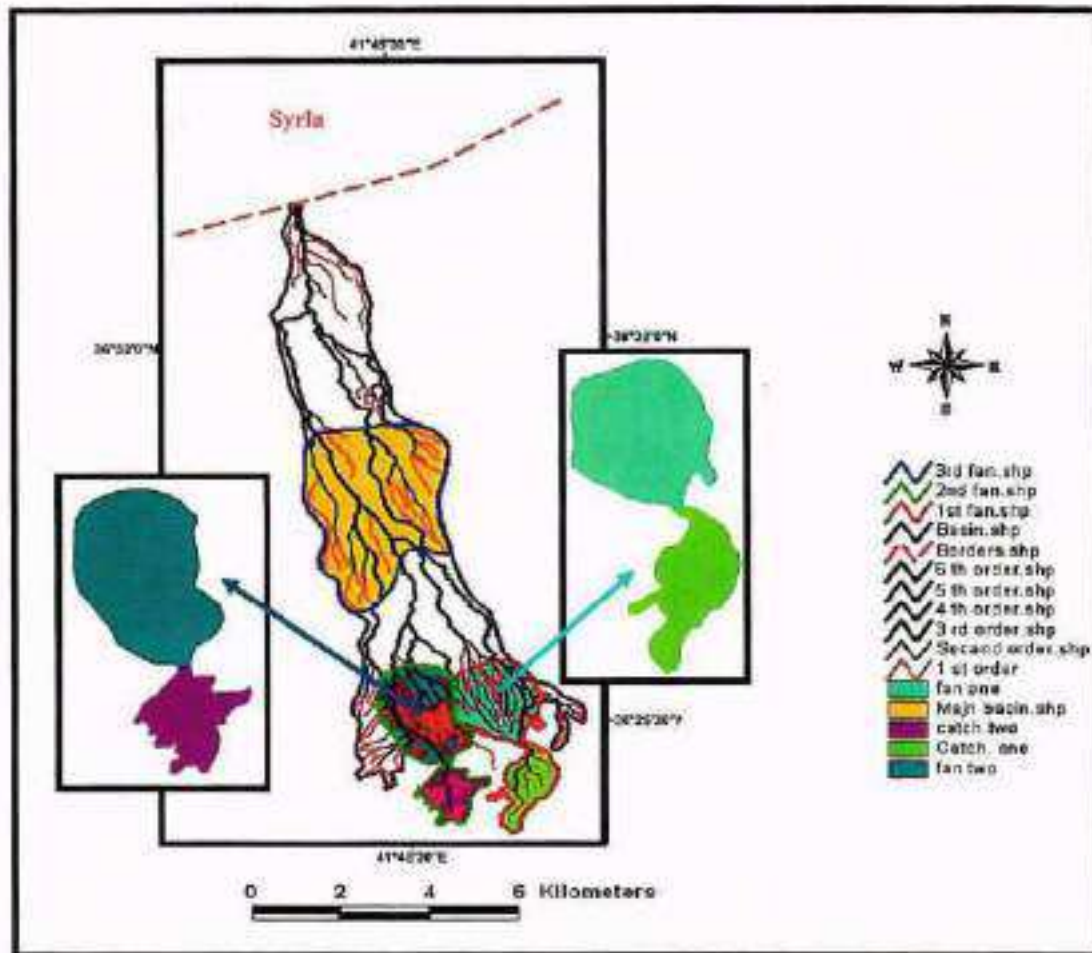 Syria
N
W
3rd fan.shp
2nd fan.shp
1st fan.shp
Basin.shp
Borders.shp
6 th order.shp
5 th order.shp
4 th order.shp
3 rd order.shp
Second order.shp
1 st order
fan one
Main basin.shp
catch two
Catch. one
fan two
0 2 4 6 Kilometers